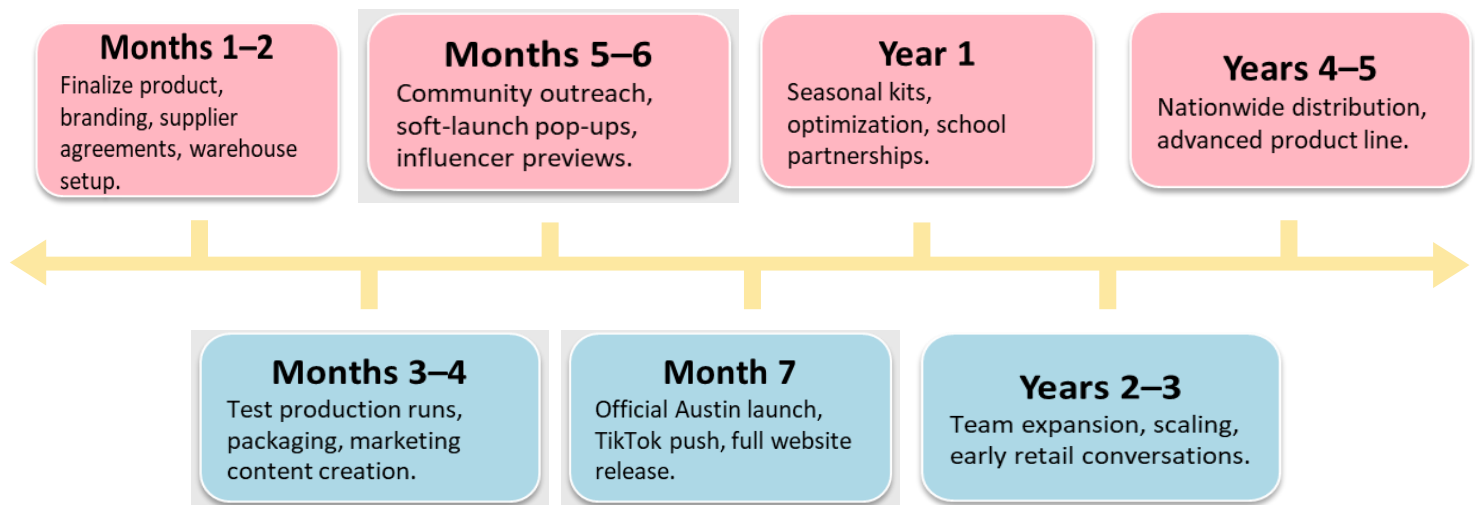 Months 1–2
Finalize product,
branding, supplier
agreements, warehouse
setup.
Months 3–4
Test production runs,
packaging, marketing
content creation.
Months 5–6
Community outreach,
soft-launch pop-ups,
influencer previews.
Month 7
Official Austin launch,
TikTok push, full website
release.
Year 1
Seasonal kits,
optimization, school
partnerships.
Years 2–3
Team expansion, scaling,
early retail conversations.
Years 4–5
Nationwide distribution,
advanced product line.